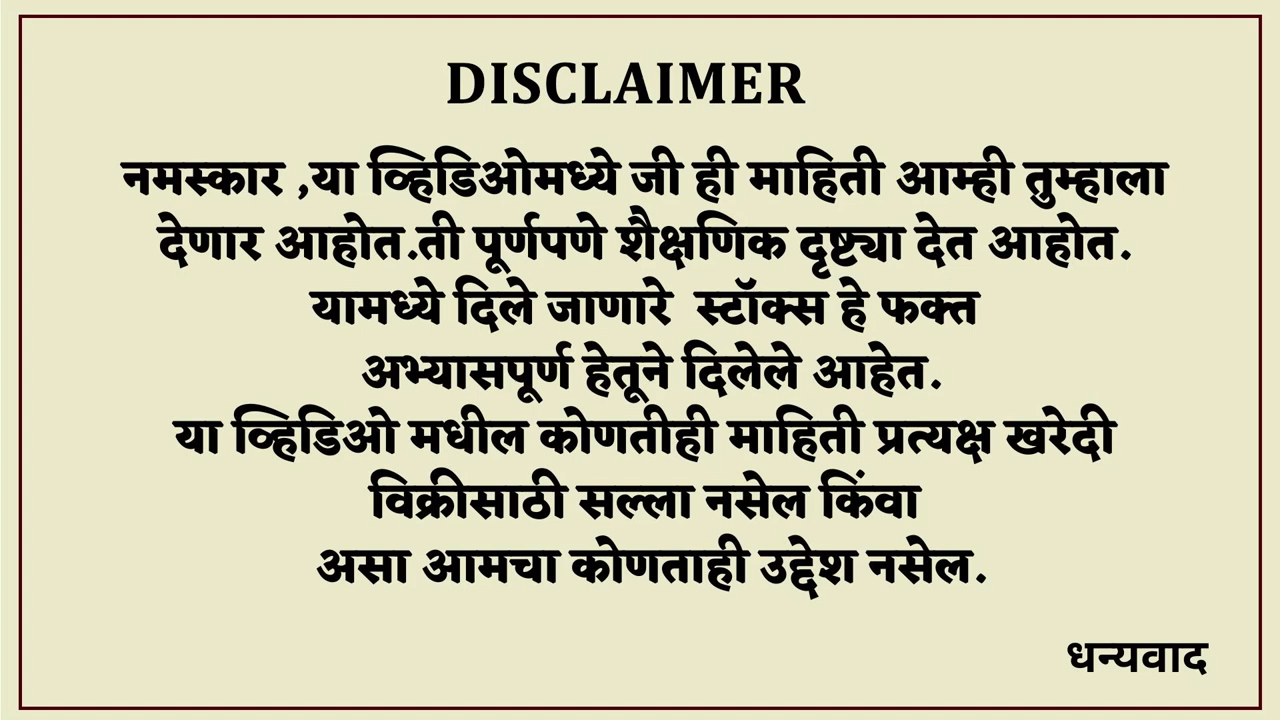 DISCLAIMER
नमस्कार ,या व्हिडिओमध्ये जी ही माहिती आम्ही तुम्हाला
देणार आहोत.ती पूर्णपणे शैक्षणिक दृष्ट्या देत आहोत.
यामध्ये दिले जाणारे स्टॉक्स हे फक्त
अभ्यासपूर्ण हेतूने दिलेले आहेत.
या व्हिडिओ मधील कोणतीही माहिती प्रत्यक्ष खरेदी
विक्रीसाठी सल्ला नसेल किंवा
असा आमचा कोणताही उद्देश नसेल.
धन्यवाद